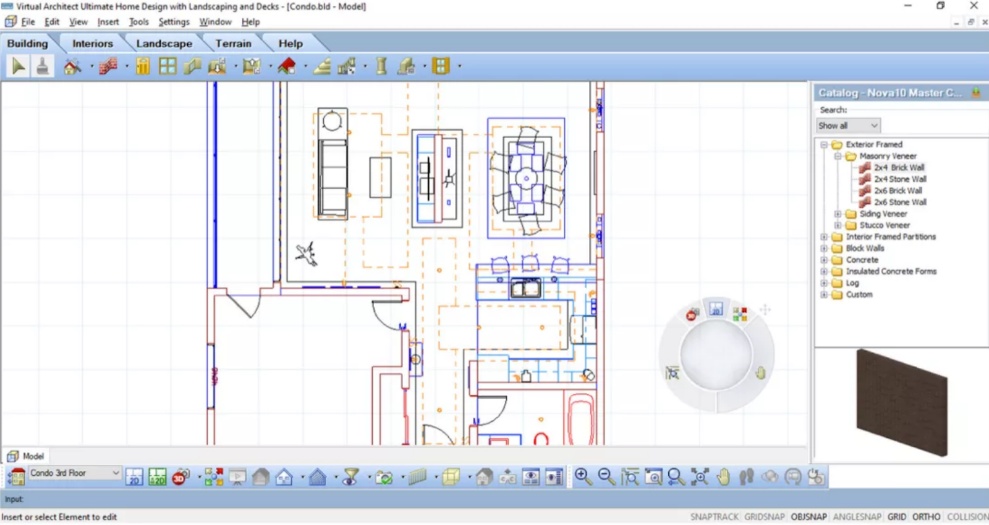 Virtual Architect Ultimate Home Design with Landscaping and Decks - [Condo.bld - Model]
File Edit View Insert Tools Settings Window Help
Building Interiors Landscape Terrain Help
Catalog - Nova10 Master C...
Search:
Show all
Exterior Framed
Masonry Veneer
2x4 Brick Wall
2x4 Stone Wall
2x6 Brick Wall
2x6 Stone Wall
Siding Veneer
Stucco Veneer
Interior Framed Partitions
Block Walls
Concrete
Insulated Concrete Forms
Log
Custom
Model
Condo 3rd Floor
2D 2D 3D
Input:
Insert or select Element to edit
SNAPTRACK GRIDSNAP OBJSNAP ANGLESNAP GRID ORTHO COLLISION